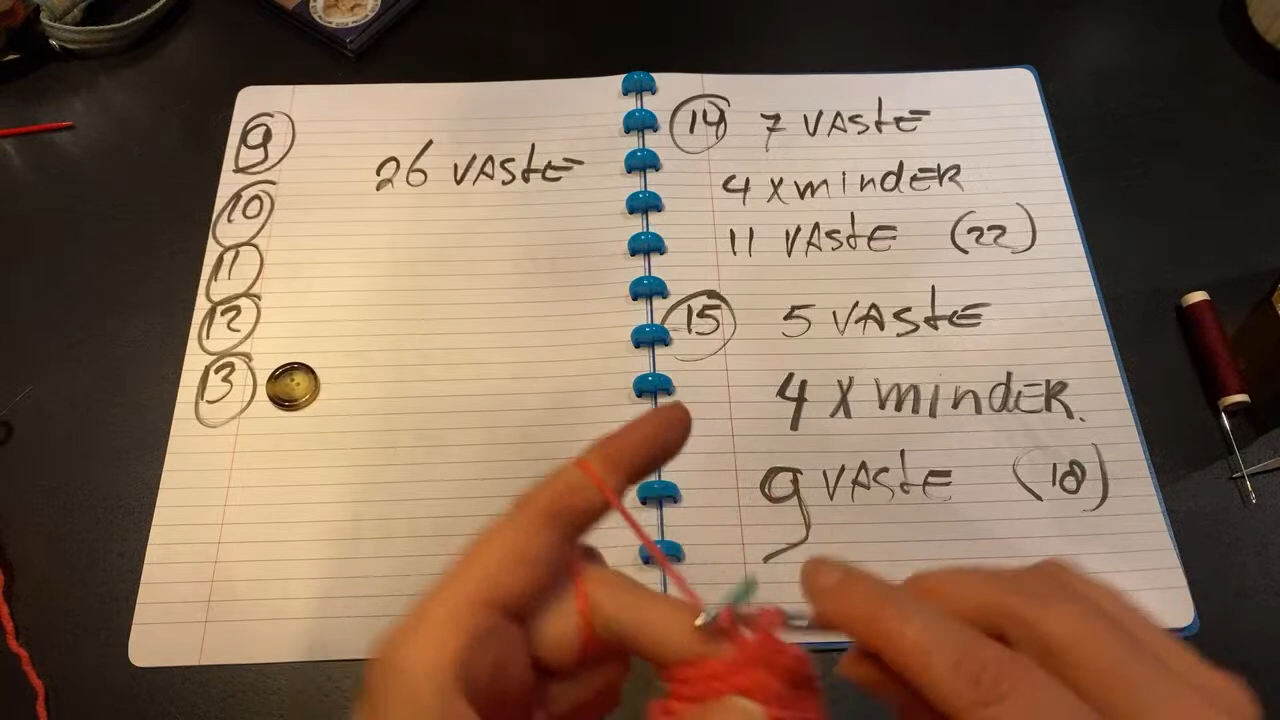 9
26 VASTE
10
11
12
13
14 7 VASTE
4 X MINDER
11 VASTE (22)
15 5 VASTE
4 X MINDER.
9 VASTE (18)